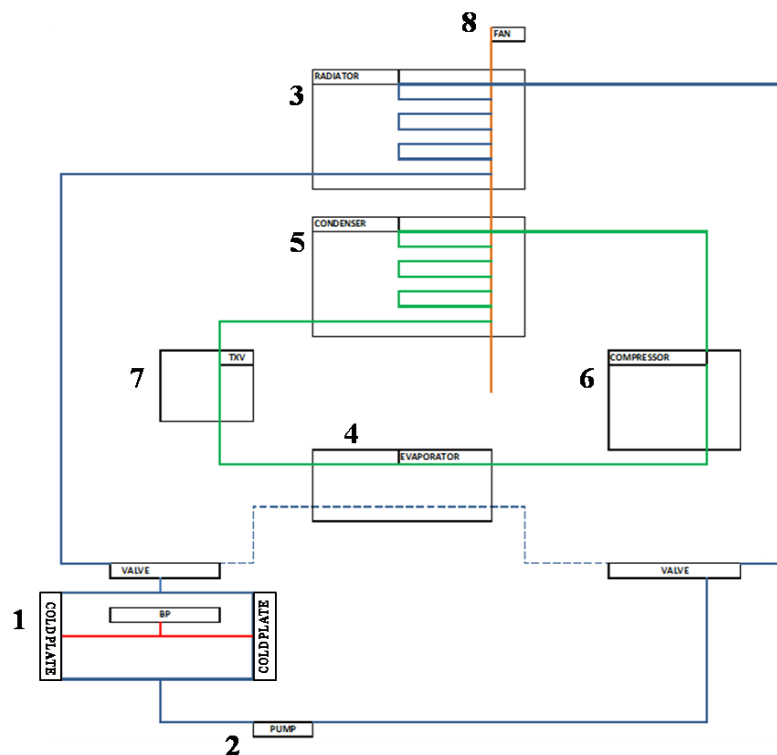 8
FAN
RADIATOR
3
CONDENSER
5
TXV
7
COMPRESSOR
6
4
EVAPORATOR
VALVE
VALVE
1
COLDPLATE
BP
COLDPLATE
PUMP
2